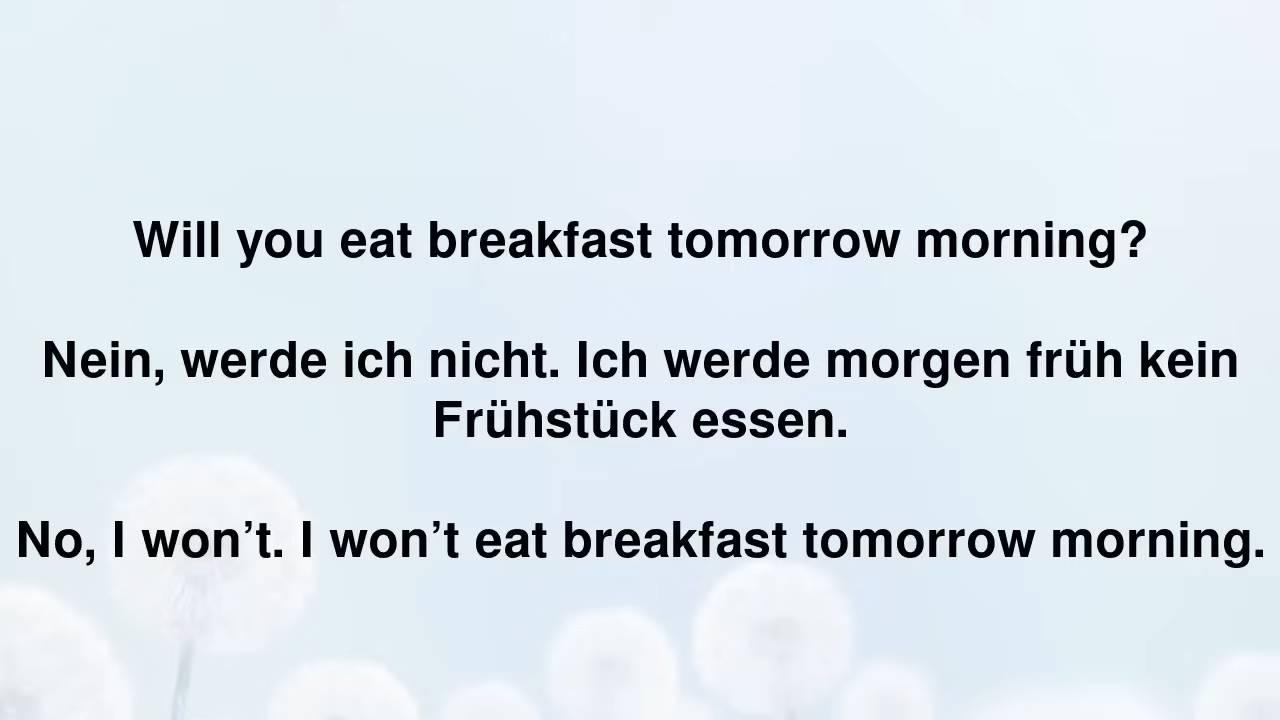 Will you eat breakfast tomorrow morning?
Nein, werde ich nicht. Ich werde morgen früh kein
Frühstück essen.
No, I won’t. I won’t eat breakfast tomorrow morning.